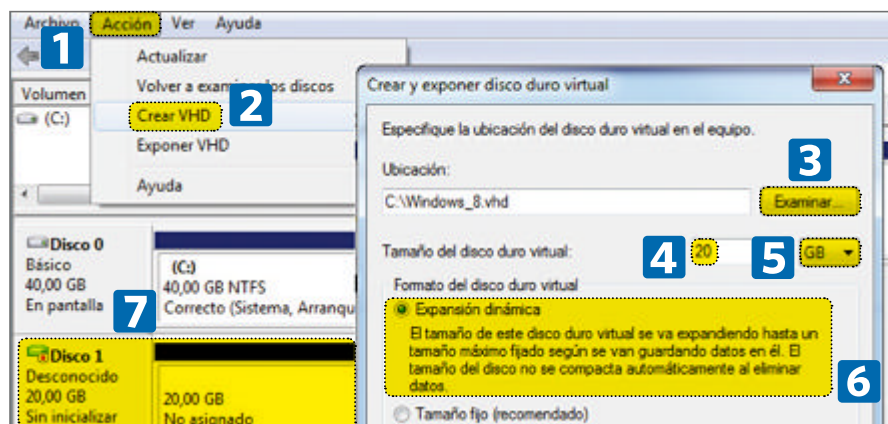 Archivo Acción Ver Ayuda
1
Actualizar
Volver a examinar los discos
Crear VHD
2
Exponer VHD
Ayuda
Volumen
(C:)
Crear y exponer disco duro virtual
Especifique la ubicación del disco duro virtual en el equipo.
Ubicación:
3
C:\Windows_8.vhd
Examinar...
Tamaño del disco duro virtual:
4 20 5 GB
Formato del disco duro virtual
Expansión dinámica
El tamaño de este disco duro virtual se va expandiendo hasta un
tamaño máximo fijado según se van guardando datos en él. El
tamaño del disco no se compacta automáticamente al eliminar
datos.
6
Tamaño fijo (recomendado)
Disco 0
Básico
40,00 GB
En pantalla
(C:)
40,00 GB NTFS
Correcto (Sistema, Arranqu
7
Disco 1
Desconocido
20,00 GB
Sin inicializar
20,00 GB
No asignado